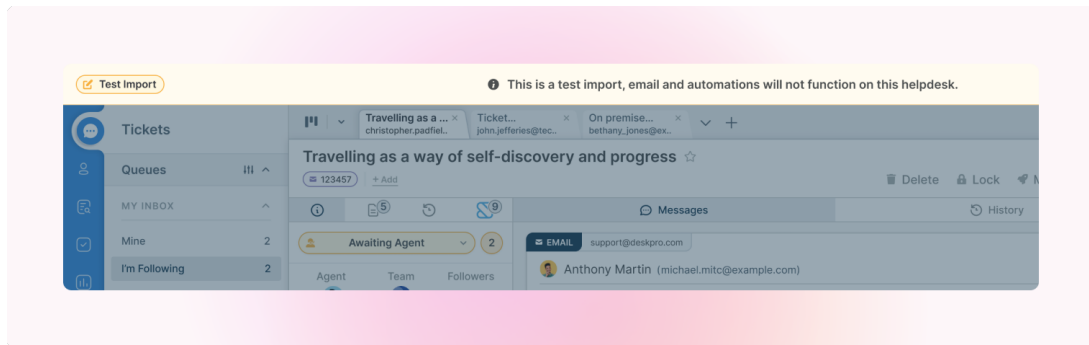 Test Import
This is a test import, email and automations will not function on this helpdesk.
Tickets
Travelling as a ...
christopher.padfiel..
Ticket...
john.jefferies@tec..
On premise...
bethany_jones@ex..
Queues
Travelling as a way of self-discovery and progress
123457
+ Add
Delete
Lock
MY INBOX
5
9
Messages
History
Mine
2
Awaiting Agent
2
EMAIL
support@deskpro.com
I'm Following
2
Agent
Team
Followers
Anthony Martin (michael.mitc@example.com)